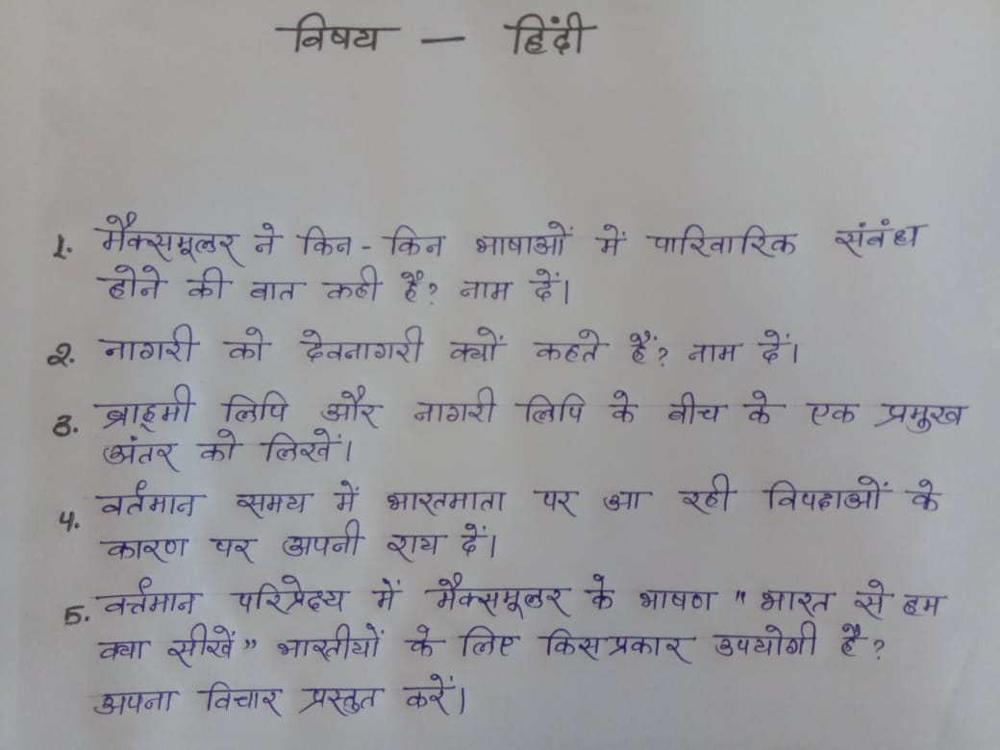 विषय — हिंदी
1. मैक्समूलर ने किन - किन भाषाओं में पारिवारिक संबंध
होने की बात कही है? नाम दें।
2. नागरी को देवनागरी क्यों कहते हैं? नाम दें।
3. ब्राह्मी लिपि और नागरी लिपि के बीच के एक प्रमुख
अंतर को लिखें।
4. वर्तमान समय में भारतमाता पर आ रही विपदाओं के
कारण पर अपनी राय दें।
5. वर्त्तमान परिप्रेक्ष्य में मैक्समूलर के भाषण "भारत से हम
क्या सीखें" भारतीयों के लिए किस प्रकार उपयोगी है?
अपना विचार प्रस्तुत करें।